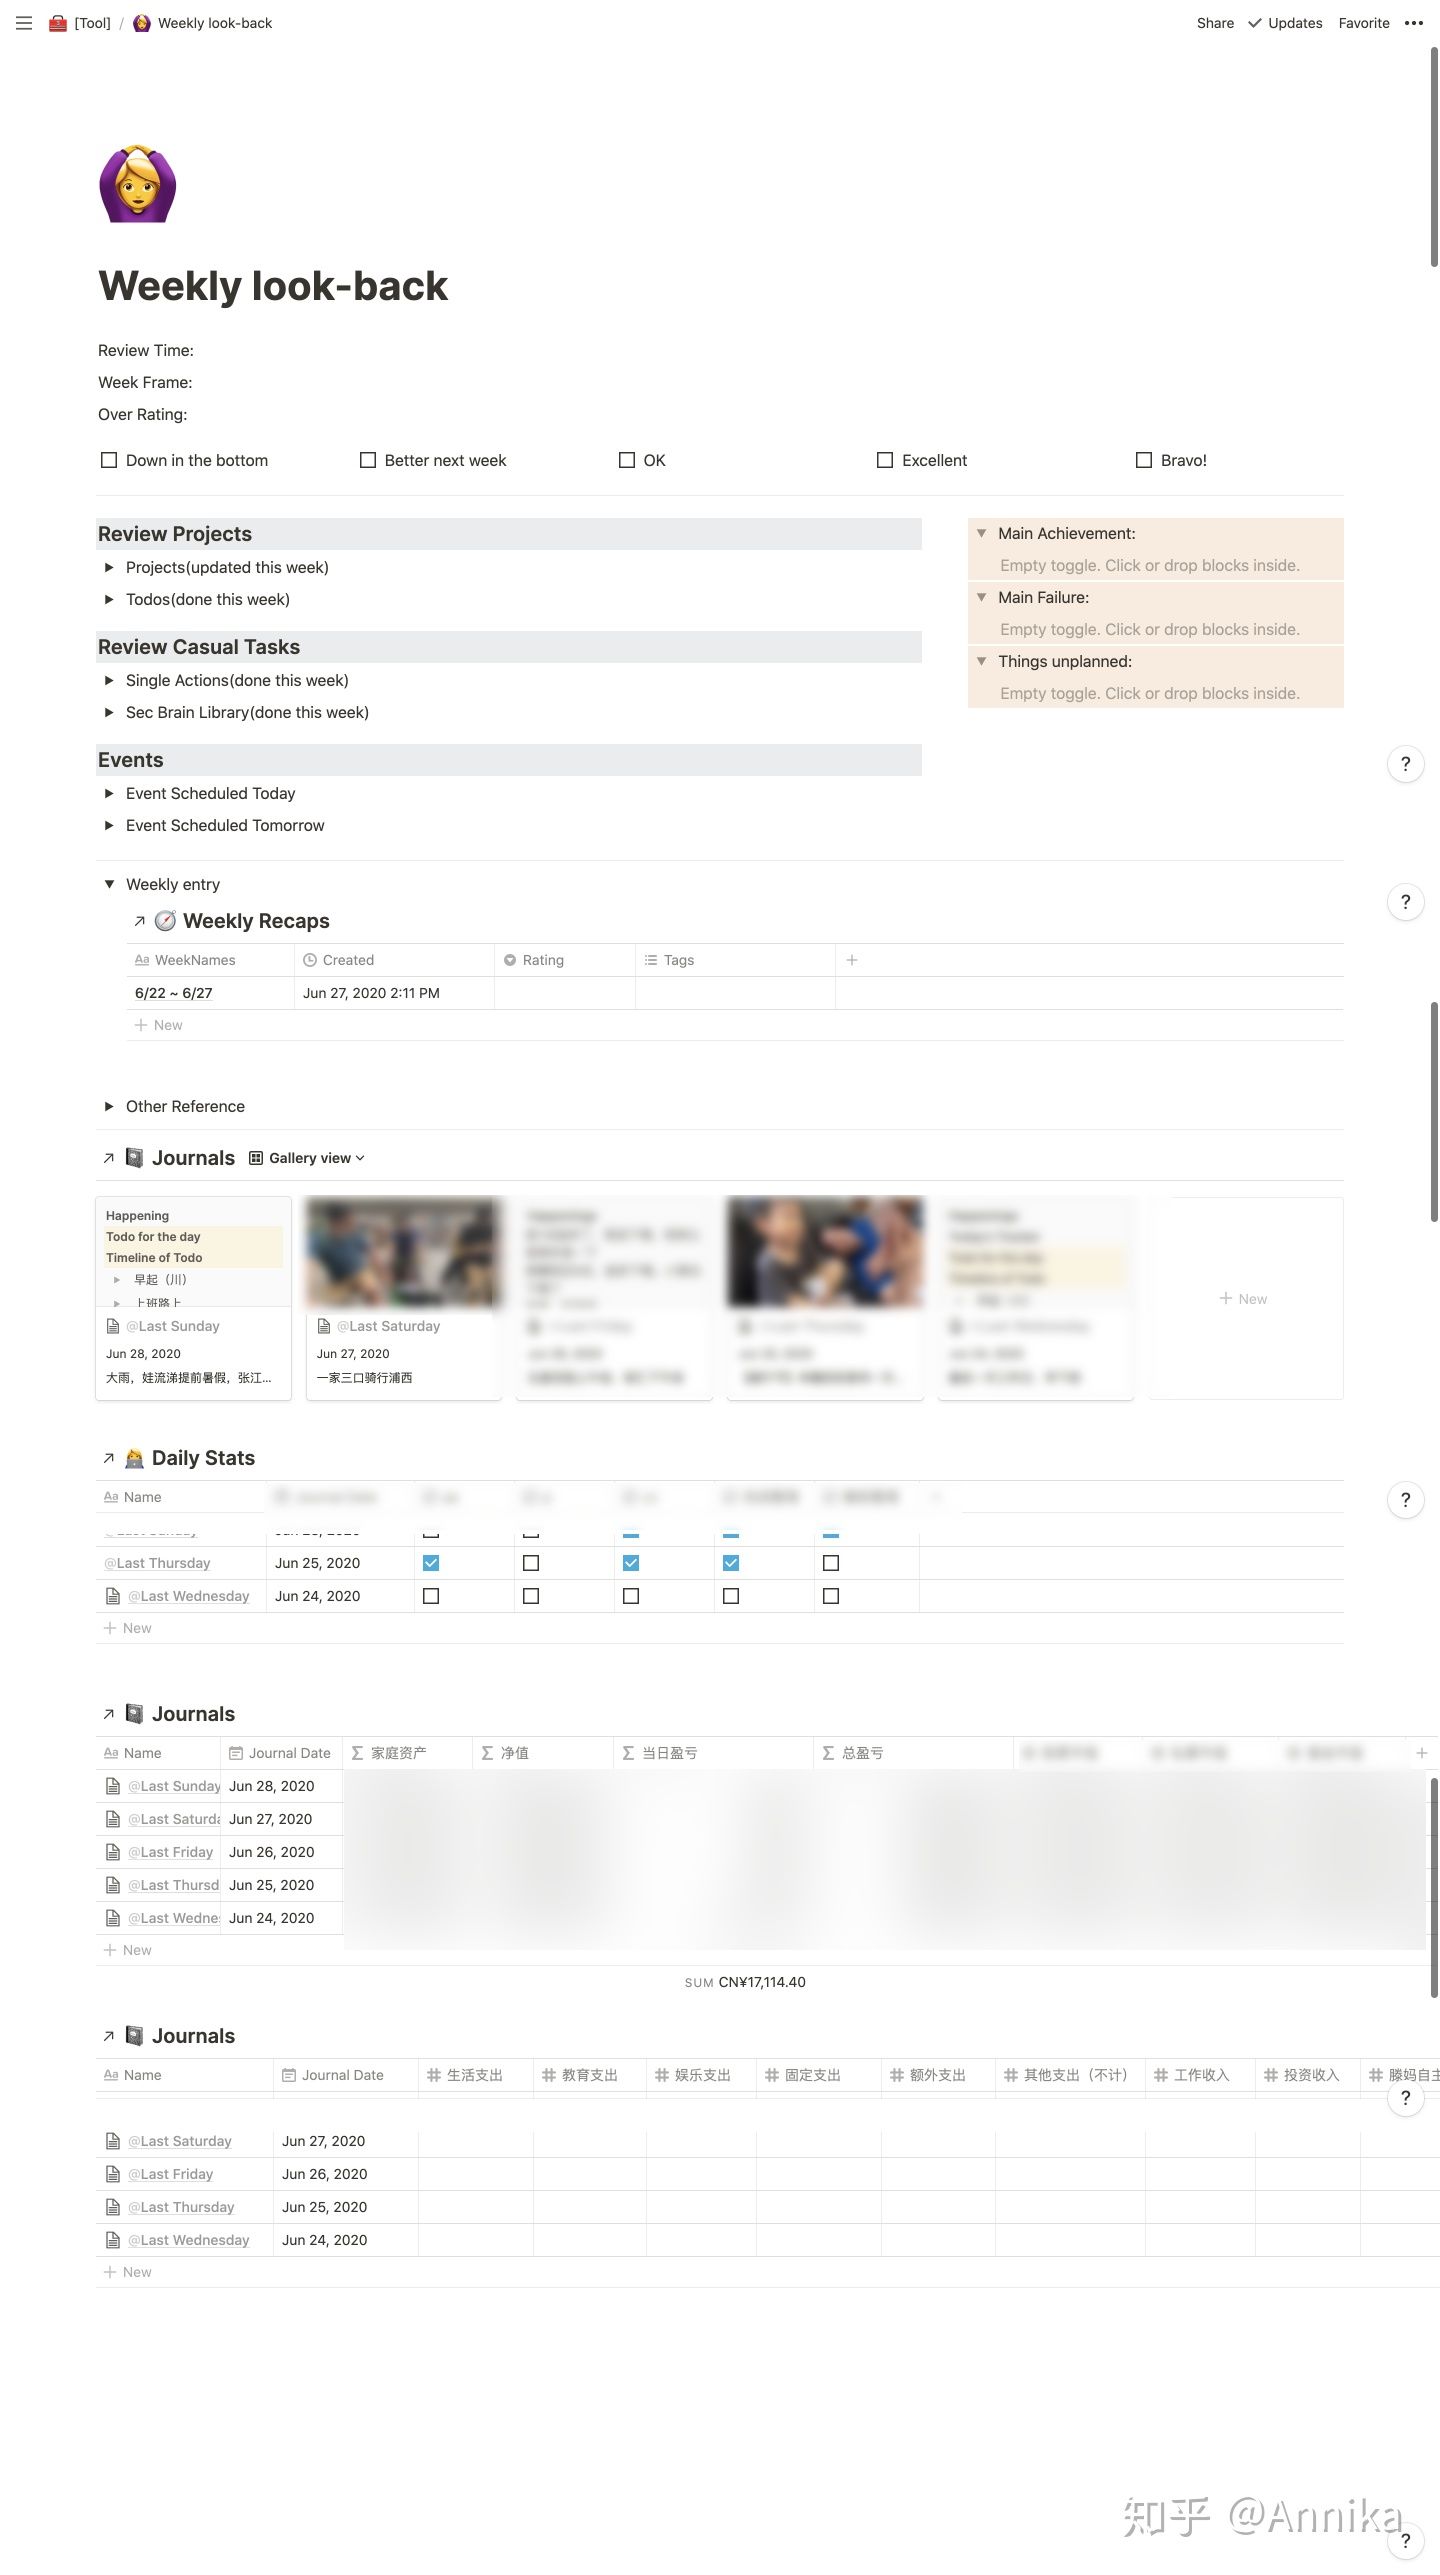 [Tool] / Weekly look-back
Share Updates Favorite
Weekly look-back
Review Time:
Week Frame:
Over Rating:
Down in the bottom Better next week OK Excellent Bravo!
Review Projects
Projects(updated this week)
Todos(done this week)
Review Casual Tasks
Single Actions(done this week)
Sec Brain Library(done this week)
Events
Event Scheduled Today
Event Scheduled Tomorrow
Main Achievement:
Empty toggle. Click or drop blocks inside.
Main Failure:
Empty toggle. Click or drop blocks inside.
Things unplanned:
Empty toggle. Click or drop blocks inside.
?
Weekly entry
?
Weekly Recaps
Aa WeekNames Created Rating Tags
6/22 ~ 6/27 Jun 27, 2020 2:11 PM
New
Other Reference
Journals Gallery view
Happening
Todo for the day
Timeline of Todo
早起（川）
上班路上
@Last Sunday
Jun 28, 2020
大雨，娃流涕提前暑假，张江...
@Last Saturday
Jun 27, 2020
一家三口骑行浦西
New
Daily Stats
Aa Name
?
@Last Thursday Jun 25, 2020
@Last Wednesday Jun 24, 2020
New
Journals
Aa Name Journal Date 家庭资产 净值 当日盈亏 总盈亏
@Last Sunday Jun 28, 2020
@Last Saturda Jun 27, 2020
@Last Friday Jun 26, 2020
@Last Thursd Jun 25, 2020
@Last Wednes Jun 24, 2020
New
SUM CN¥17,114.40
Journals
Aa Name Journal Date 生活支出 教育支出 娱乐支出 固定支出 额外支出 其他支出（不计） 工作收入 投资收入 滕妈自主
?
@Last Saturday Jun 27, 2020
@Last Friday Jun 26, 2020
@Last Thursday Jun 25, 2020
@Last Wednesday Jun 24, 2020
New
知乎 @Annika
?